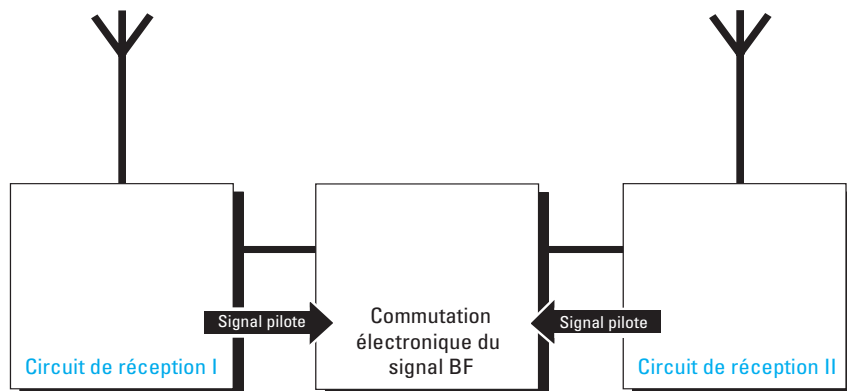 Signal pilote
Commutation
électronique du
signal BF
Signal pilote
Circuit de réception I
Circuit de réception II